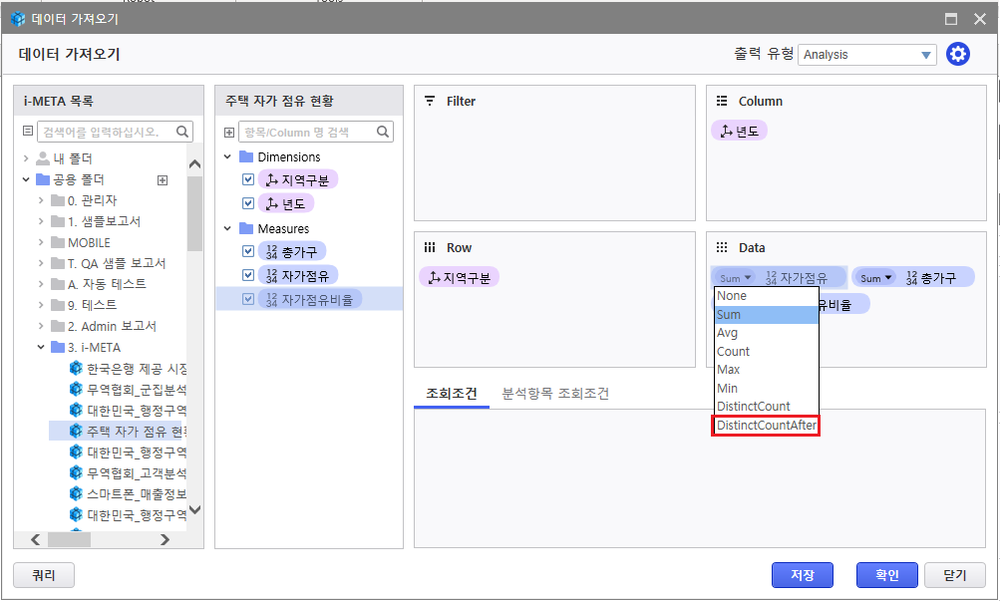 데이터 가져오기
데이터 가져오기
출력 유형 Analysis
i-META 목록
검색어를 입력하십시오.
내 폴더
공용 폴더
0. 관리자
1. 샘플보고서
MOBILE
T. QA 샘플 보고서
A. 자동 테스트
9. 테스트
2. Admin 보고서
3. i-META
한국은행 제공 시장
무역협회_군집분석
대한민국_행정구역
주택 자가 점유 현황
대한민국_행정구역
무역협회_고객분석
스마트폰_매출정보
대한민국_행정구역
주택 자가 점유 현황
항목/Column 명 검색
Dimensions
지역구분
년도
Measures
12 34 총가구
12 34 자가점유
12 34 자가점유비율
Filter
Column
년도
Row
지역구분
Data
Sum 12 34 자가점유
Sum 12 34 총가구
유비율
None
Sum
Avg
Count
Max
Min
DistinctCount
DistinctCountAfter
조회조건 분석항목 조회조건
쿼리
저장 확인 닫기